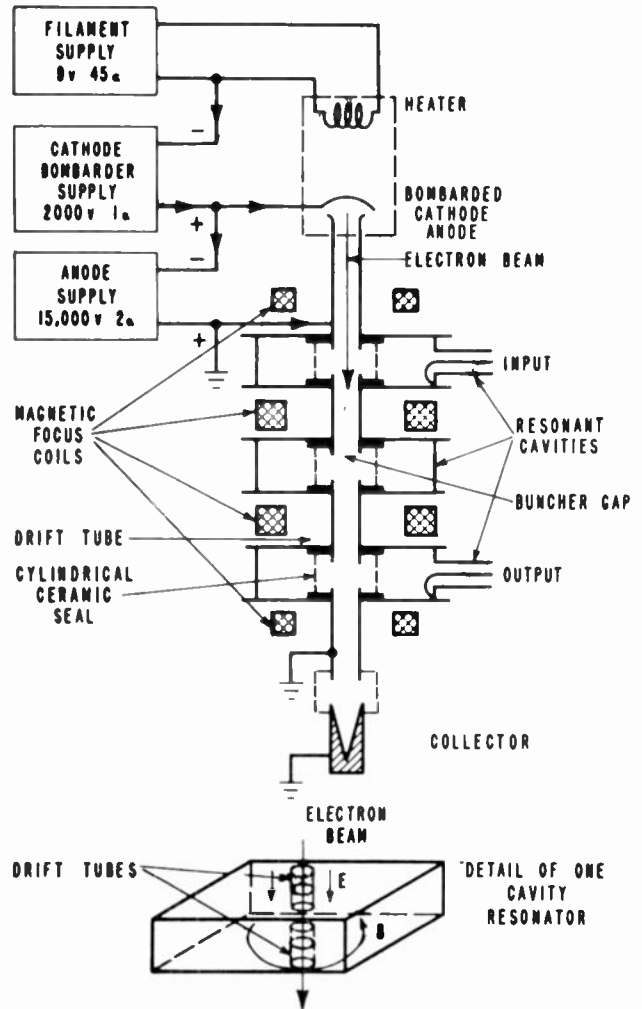 FILAMENT
SUPPLY
9v 45a
CATHODE
BOMBARDER
SUPPLY
2000v 1a
ANODE
SUPPLY
15,000v 2a
-
+
-
+
HEATER
BOMBARDED
CATHODE
ANODE
ELECTRON BEAM
INPUT
MAGNETIC
FOCUS
COILS
RESONANT
CAVITIES
BUNCHER GAP
DRIFT TUBE
CYLINDRICAL
CERAMIC
SEAL
OUTPUT
COLLECTOR
ELECTRON
BEAM
DRIFT TUBES
E
B
DETAIL OF ONE
CAVITY
RESONATOR